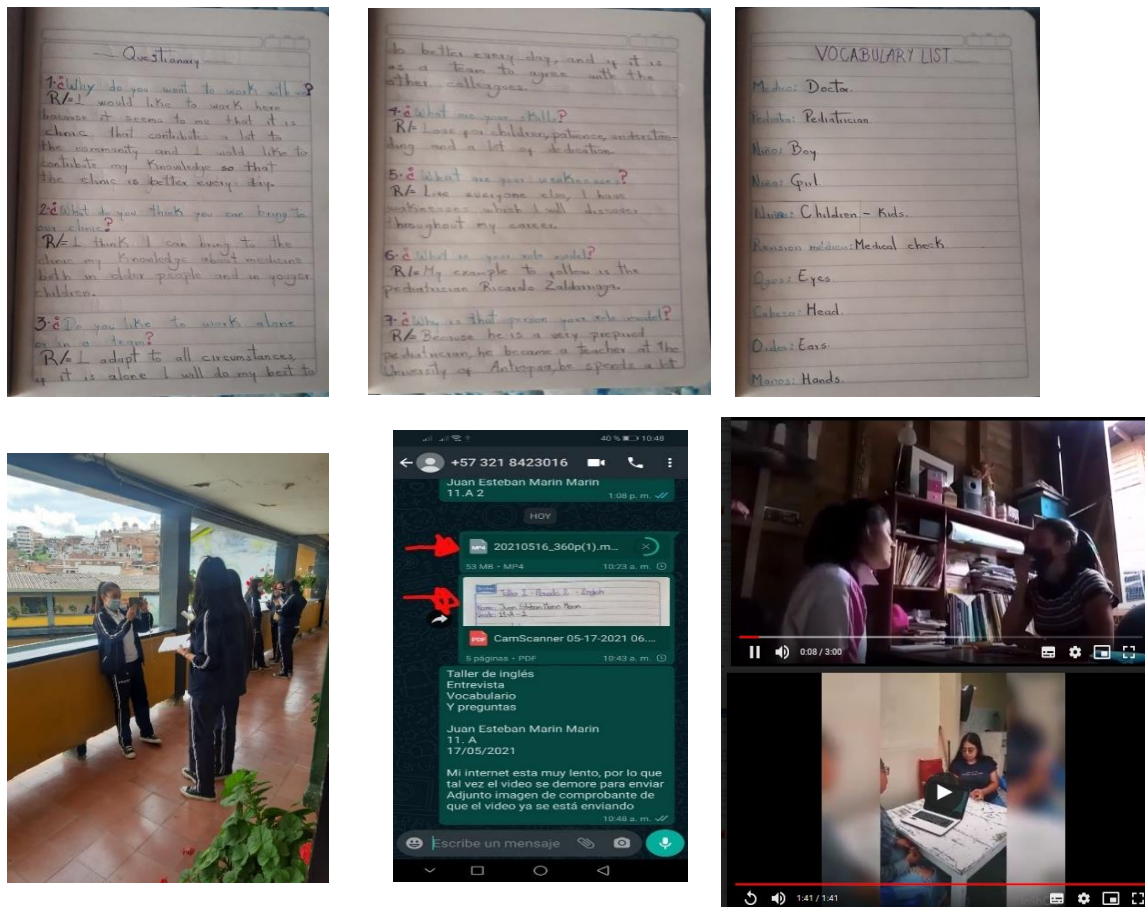 Questionary
1. ¿Why do you want to work with us?
R/= I would like to work here
because it seems to me that it is
clinic that contribute a lot to
the community and I would like to
contribute my Knowledge so that
the clinic is better every day.
2. ¿What do you think you can bring to
our clinic?
R/= I think I can bring to the
clinic my Knowledge about medicine
both in older people and in yooger
children.
3. ¿Do you like to work alone
or in a team?
R/= I adapt to all circumstances,
if it is alone I will do my best to
do better every day, and if it is
as a team to agree with the
other colleagues.
4. ¿What are your skills?
R/= Love for children, patience, understan-
ding and a lot of dedication.
5. ¿What are your weaknesses?
R/= Like everyone else, I have
weaknesses which I will discover
throughout my career.
6. ¿What is your role model?
R/= My example to follow is the
pediatrician Ricardo Zaldarriaga.
7. ¿Why is that person your role model?
R/= Because he is a very prepared
pediatrician, he became a teacher at the
University of Antioquia, he spends a lot
VOCABULARY LIST
Medico: Doctor.
Pediatra: Pediatrician
Niño: Boy
Niña: Girl
Children - Kids.
Revision médica: Medical check
Ojos: Eyes
Cabeza: Head.
Oidos: Ears.
Manos: Hands.
40 % 10:48
+57 321 8423016
Juan Esteban Marin Marin
11.A 2
1:08 p. m.
HOY
MP4 20210516_360p(1).m...
53 MB • MP4 10:23 a. m.
Taller 2 - Periodo 2 - English
Name: Juan Esteban Marin Marin
11-A-2
PDF CamScanner 05-17-2021 06....
5 páginas • PDF 10:43 a. m.
Taller de inglés
Entrevista
Vocabulario
Y preguntas
Juan Esteban Marin Marin
11. A
17/05/2021
Mi internet esta muy lento, por lo que
tal vez el video se demore para enviar
Adjunto imagen de comprobante de
que el video ya se está enviando
10:48 a. m.
Escribe un mensaje
0:08 / 3:00
1:41 / 1:41